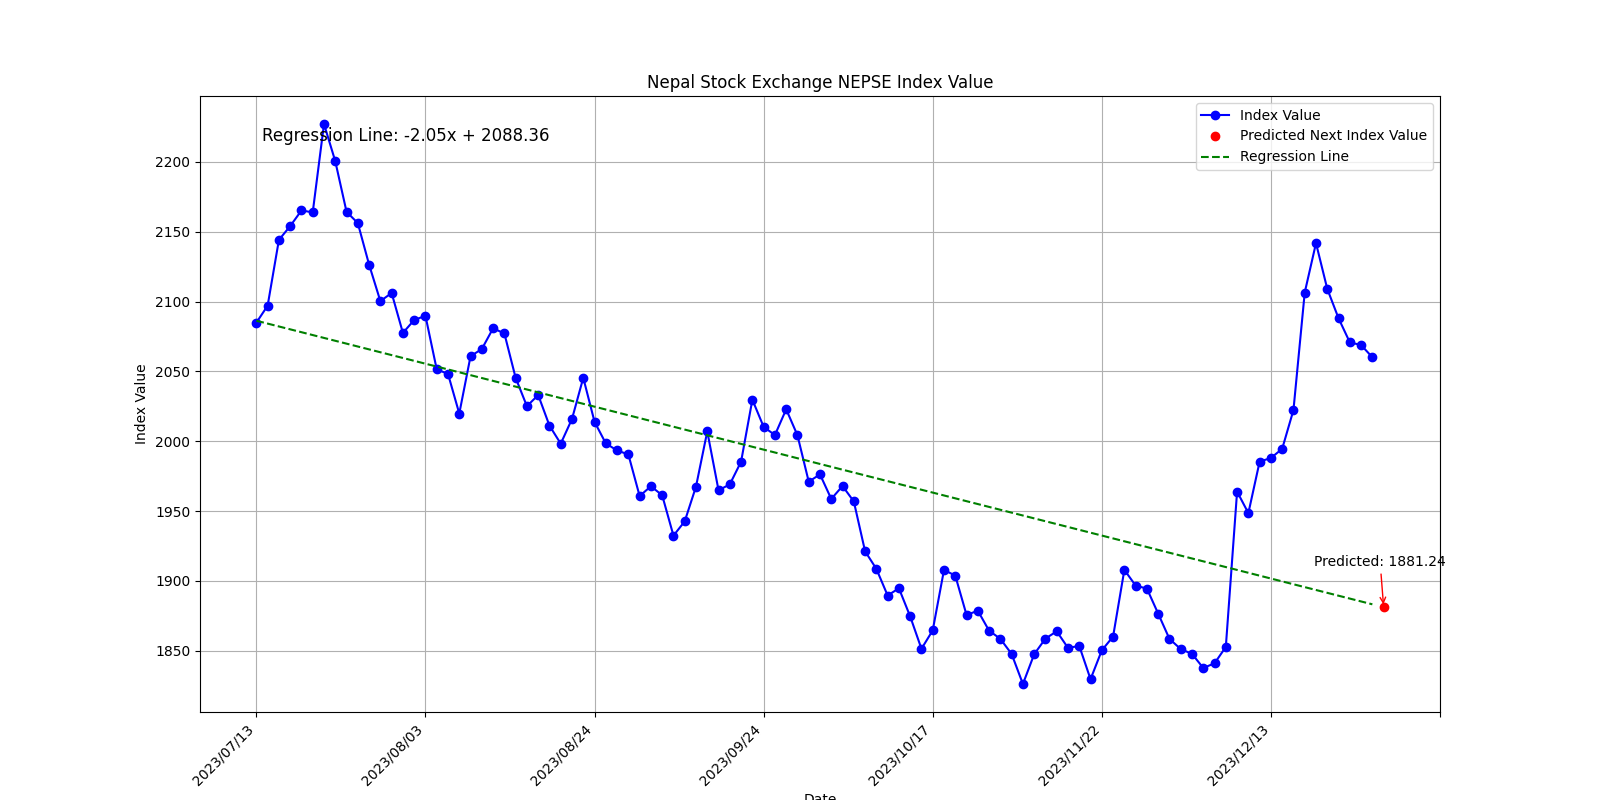 Nepal Stock Exchange NEPSE Index Value
Regression Line: -2.05x + 2088.36
Index Value
Predicted Next Index Value
Regression Line
2200
2150
2100
2050
2000
1950
1900
1850
Index Value
Predicted: 1881.24
2023/07/13
2023/08/03
2023/08/24
2023/09/24
2023/10/17
2023/11/22
2023/12/13
Date